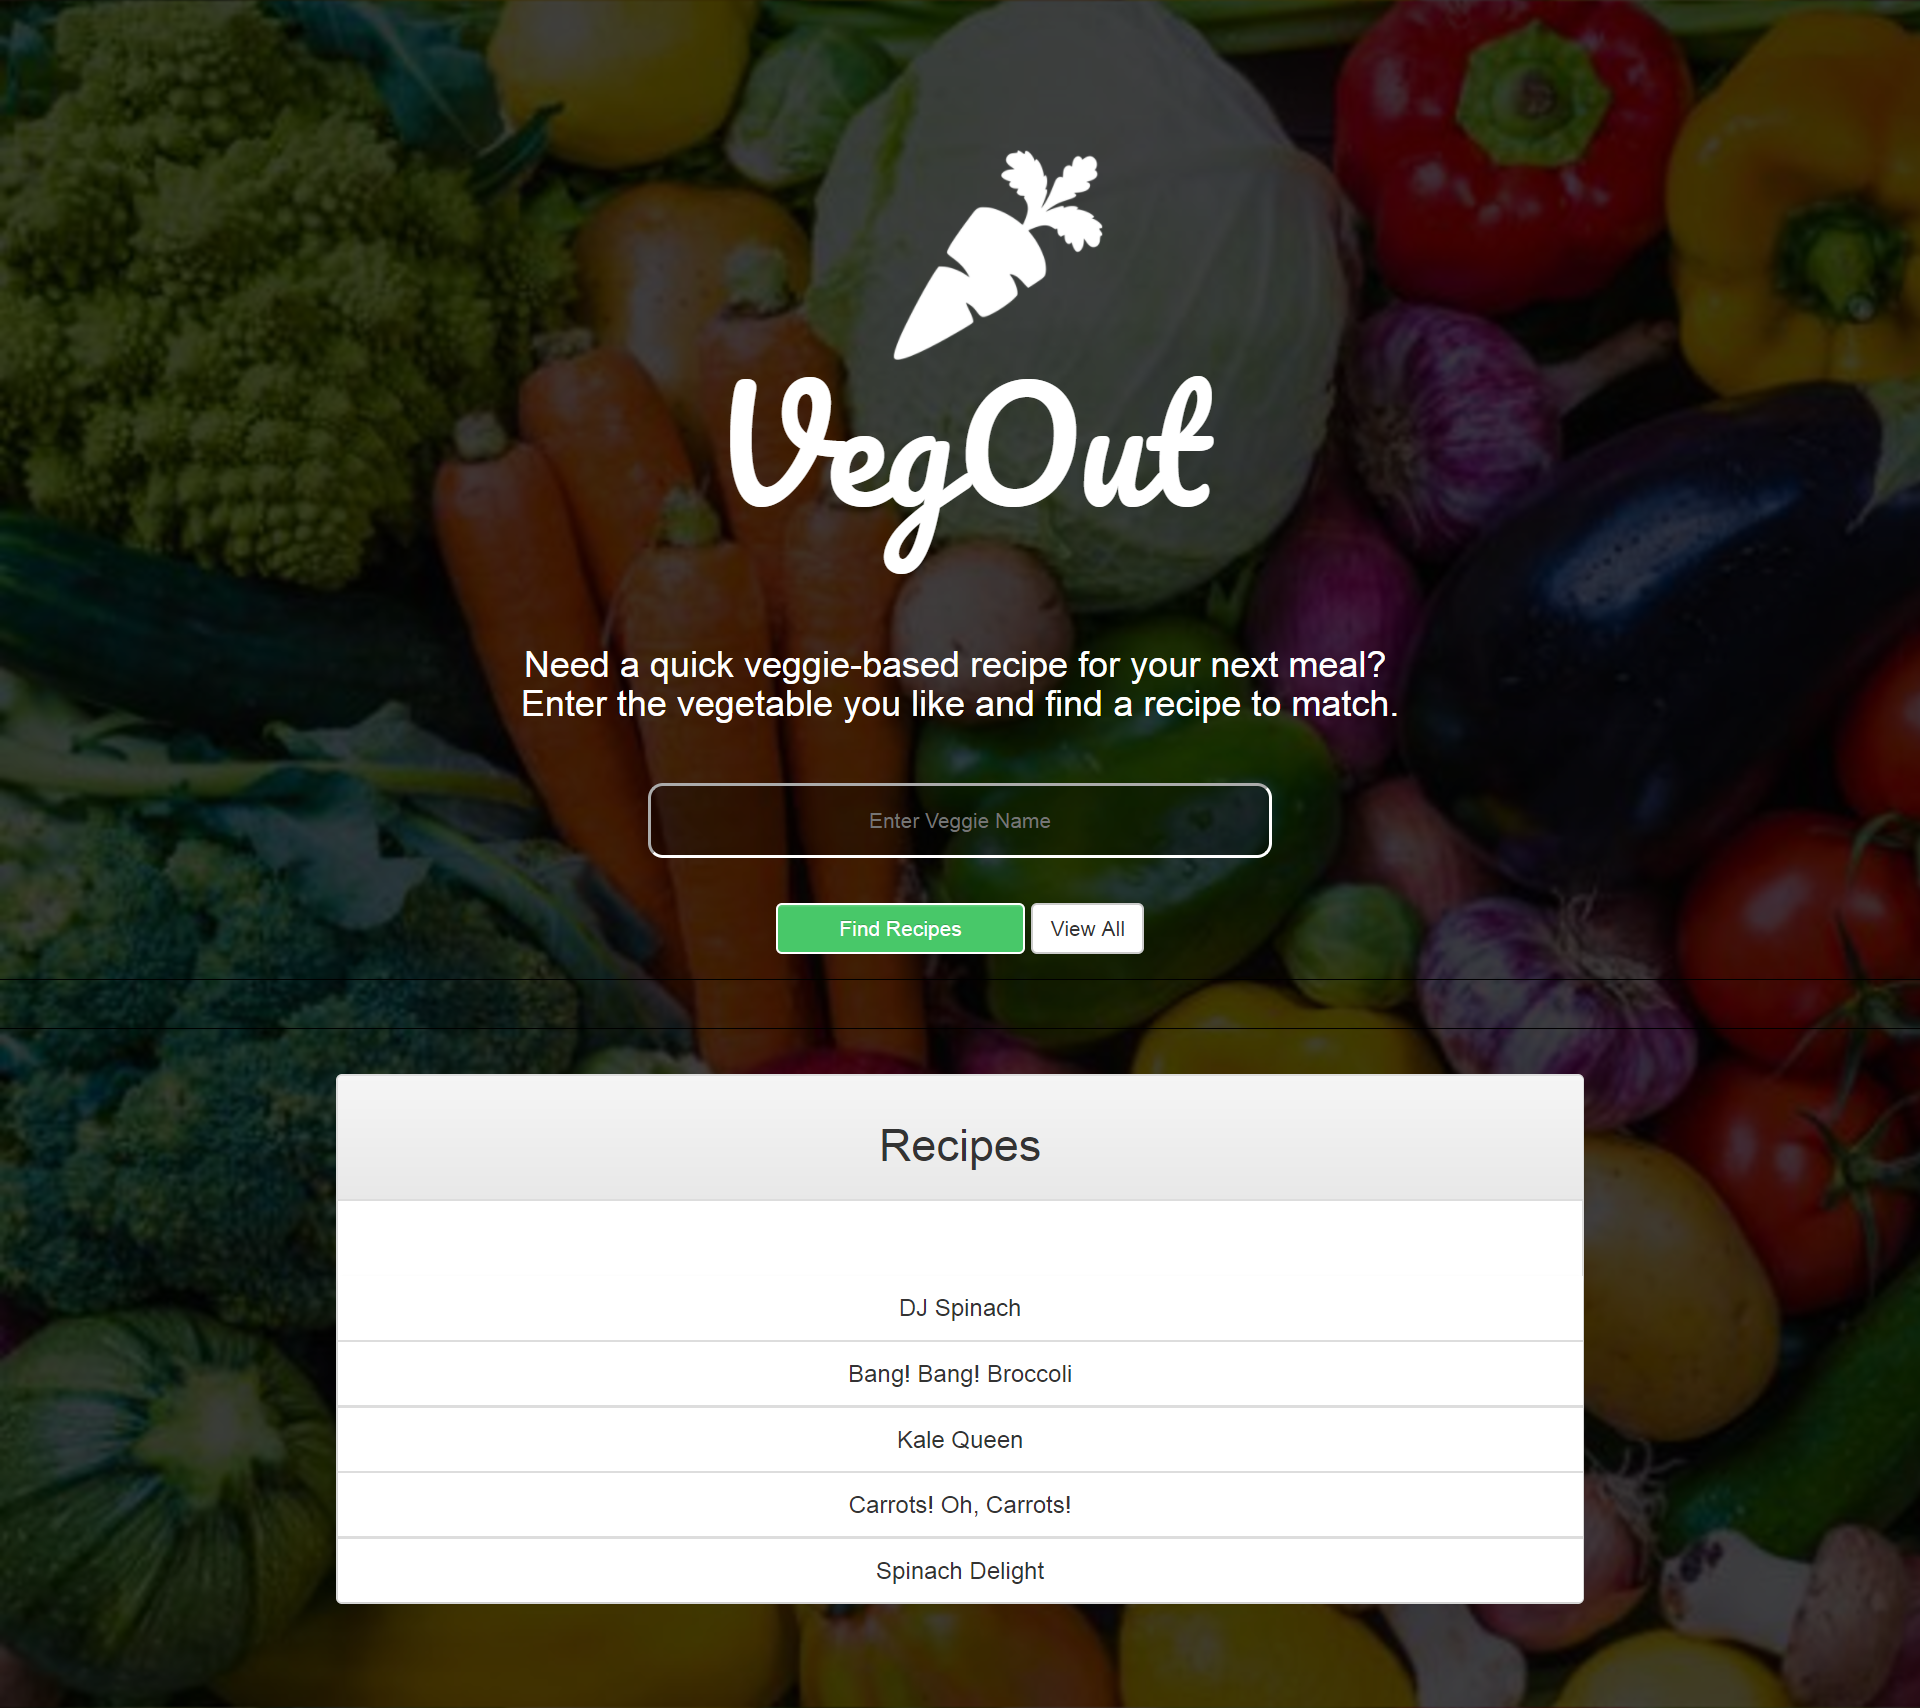 VegOut
Need a quick veggie-based recipe for your next meal?
Enter the vegetable you like and find a recipe to match.
Enter Veggie Name
Find Recipes
View All
Recipes
DJ Spinach
Bang! Bang! Broccoli
Kale Queen
Carrots! Oh, Carrots!
Spinach Delight